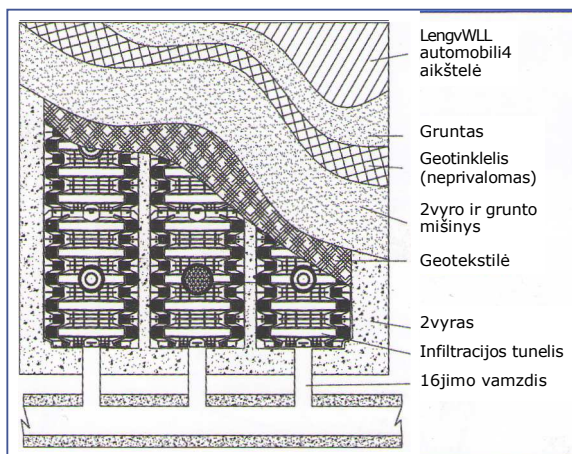 LengvWLL
automobili4
aikštelė
Gruntas
Geotinklelis
(neprivalomas)
2vyro ir grunto
mišinys
Geotekstilė
2vyras
Infiltracijos tunelis
16jimo vamzdis